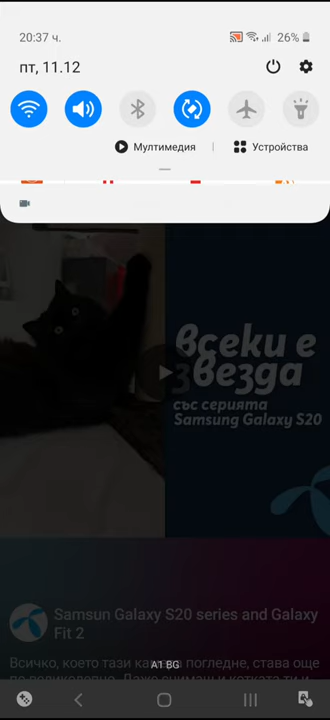 20:37 ч.
26%
пт, 11.12
Мултимедия
Устройства
всеки е
звезда
със серията
Samsung Galaxy S20
Samsun Galaxy S20 series and Galaxy
Fit 2
A1 BG
Всичко, което тази камера погледне, става още